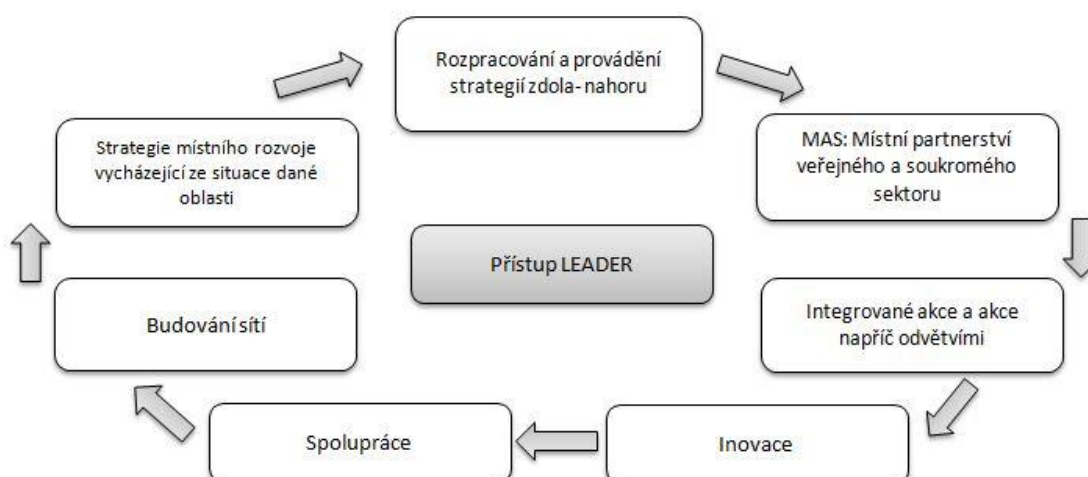 Rozpracování a provádění
strategií zdola- nahoru
MAS: Místní partnerství
veřejného a soukromého
sektoru
Integrované akce a akce
napříč odvětvími
Inovace
Spolupráce
Budování sítí
Strategie místního rozvoje
vycházející ze situace dané
oblasti
Přístup LEADER